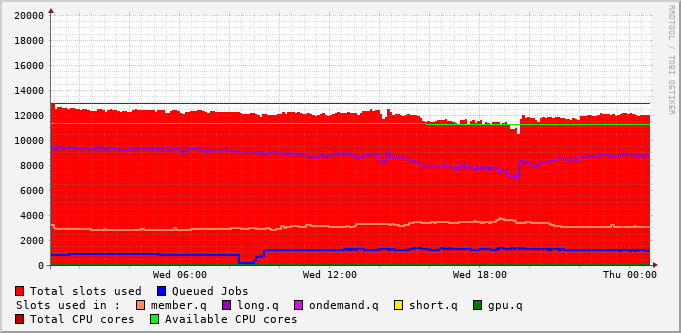 20000
18000
16000
14000
12000
10000
8000
6000
4000
2000
0
Wed 06:00 Wed 12:00 Wed 18:00 Thu 00:00
Total slots used Queued Jobs
Slots used in : member.q long.q ondemand.q short.q gpu.q
Total CPU cores Available CPU cores
RRDTOOL / TOBI OETIKER